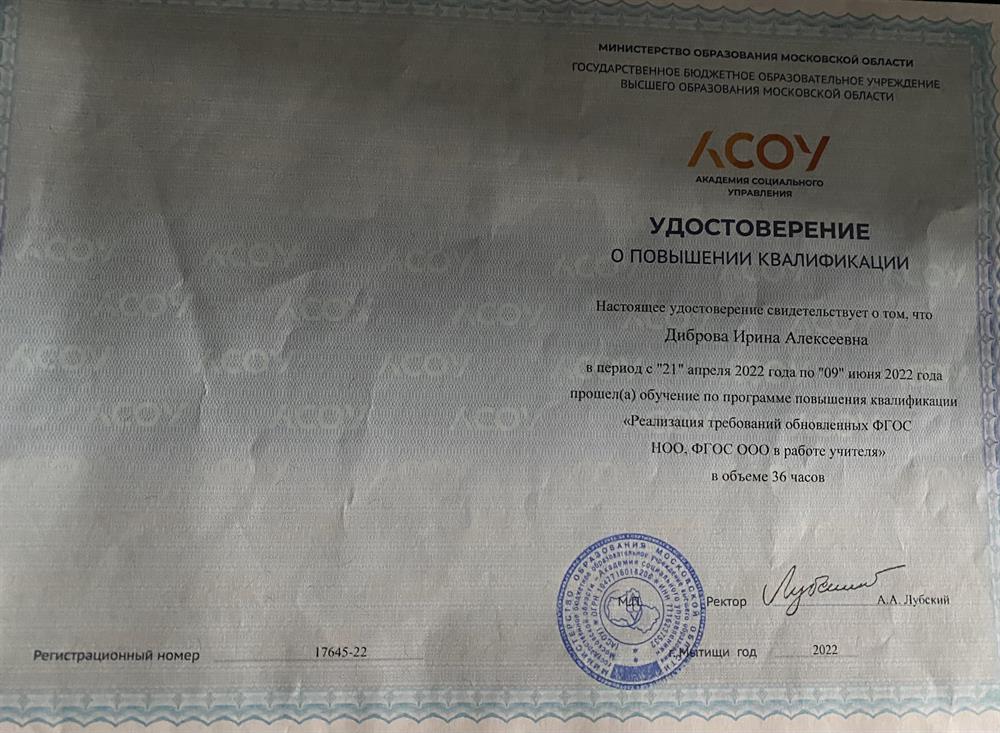 МИНИСТЕРСТВО ОБРАЗОВАНИЯ МОСКОВСКОЙ ОБЛАСТИ
ГОСУДАРСТВЕННОЕ БЮДЖЕТНОЕ ОБРАЗОВАТЕЛЬНОЕ УЧРЕЖДЕНИЕ
ВЫСШЕГО ОБРАЗОВАНИЯ МОСКОВСКОЙ ОБЛАСТИ
АСОУ
АКАДЕМИЯ СОЦИАЛЬНОГО
УПРАВЛЕНИЯ
УДОСТОВЕРЕНИЕ
О ПОВЫШЕНИИ КВАЛИФИКАЦИИ
Настоящее удостоверение свидетельствует о том, что
Диброва Ирина Алексеевна
в период с "21" апреля 2022 года по "09" июня 2022 года
прошел(а) обучение по программе повышения квалификации
«Реализация требований обновленных ФГОС
НОО, ФГОС ООО в работе учителя»
в объеме 36 часов
М.П.
Ректор
А.А. Лубский
г. Мытищи год 2022
Регистрационный номер 17645-22